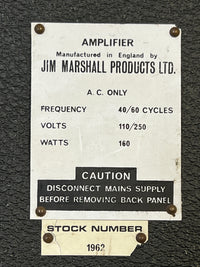 AMPLIFIER
Manufactured in England by
JIM MARSHALL PRODUCTS LTD.
A.C. ONLY
FREQUENCY 40/60 CYCLES
VOLTS 110/250
WATTS 160
CAUTION
DISCONNECT MAINS SUPPLY
BEFORE REMOVING BACK PANEL
STOCK NUMBER
1962